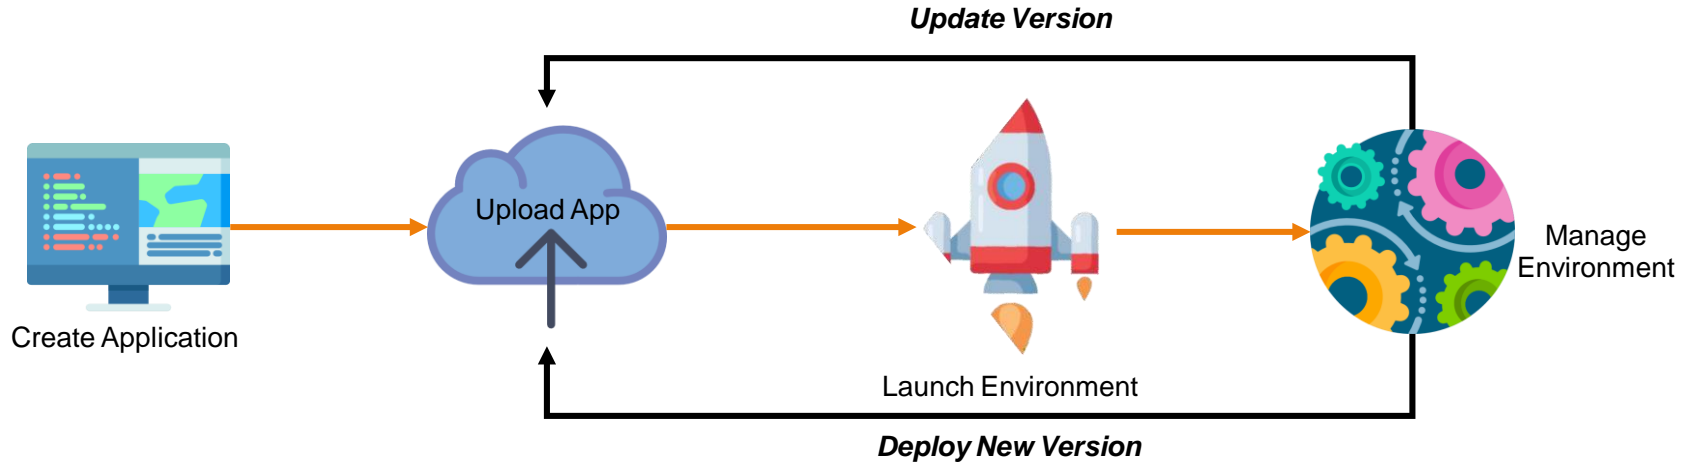 Update Version
Upload App
Manage
Environment
Create Application
Launch Environment
Deploy New Version